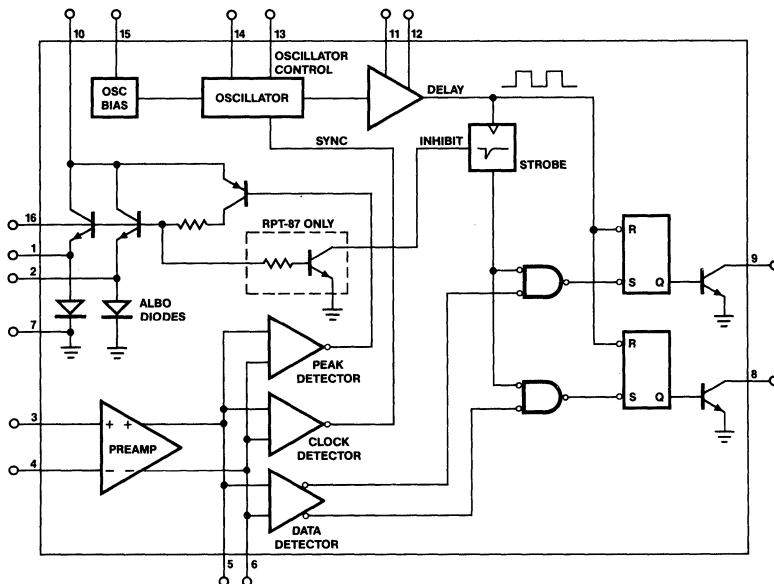 10
15
14
13
11
12
OSCILLATOR
CONTROL
OSC
BIAS
OSCILLATOR
DELAY
SYNC
INHIBIT
STROBE
16
RPT-87 ONLY
1
2
ALBO
DIODES
7
R
S Q
9
PEAK
DETECTOR
R
S Q
8
3
+ +
PREAMP
CLOCK
DETECTOR
4
– –
DATA
DETECTOR
5
6